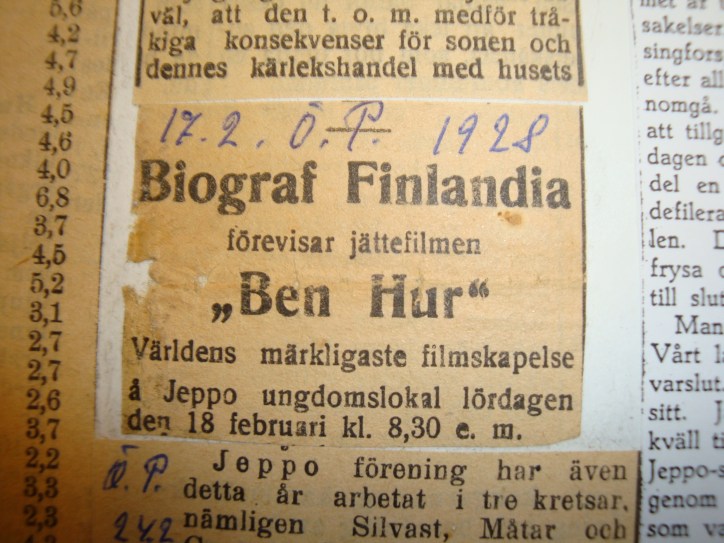 5,6
4,2
4,7
4,9
4,5
4,6
4,0
6,8
3,7
4,5
5,2
3,1
2,7
2,7
2,6
3,7
2,2
3,3
2,3
väl, att den t. o. m. medför trå-
kiga konsekvenser för sonen och
dennes kärlekshandel med husets
17.2. Ö.P. 1928
Biograf Finlandia
förevisar jättefilmen
„Ben Hur“
Världens märkligaste filmskapelse
å Jeppo ungdomslokal lördagen
den 18 februari kl. 8,30 e. m.
Ö.P.
Jeppo förening har även
detta år arbetat i tre kretsar,
nämligen Silvast, Måtar och
sakelser
singfors
efter all
nomgå.
att tillg
dagen
del en
defilera
len.
frysa
till slu
Man
Vårt l
varslut
sitt. J
kväll ti
Jeppo-s
genom
som va